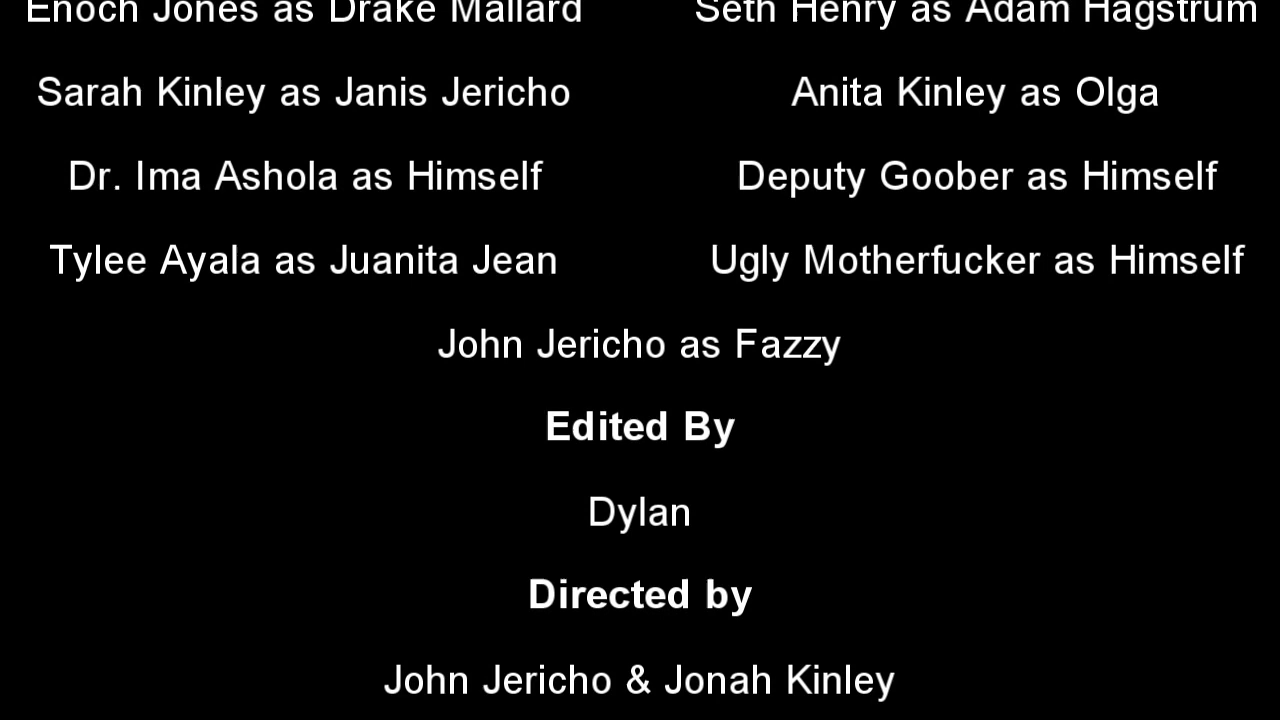 Enoch Jones as Drake Mallard
Seth Henry as Adam Hagstrum
Sarah Kinley as Janis Jericho
Anita Kinley as Olga
Dr. Ima Ashola as Himself
Deputy Goober as Himself
Tylee Ayala as Juanita Jean
Ugly Motherfucker as Himself
John Jericho as Fazzy
Edited By
Dylan
Directed by
John Jericho & Jonah Kinley